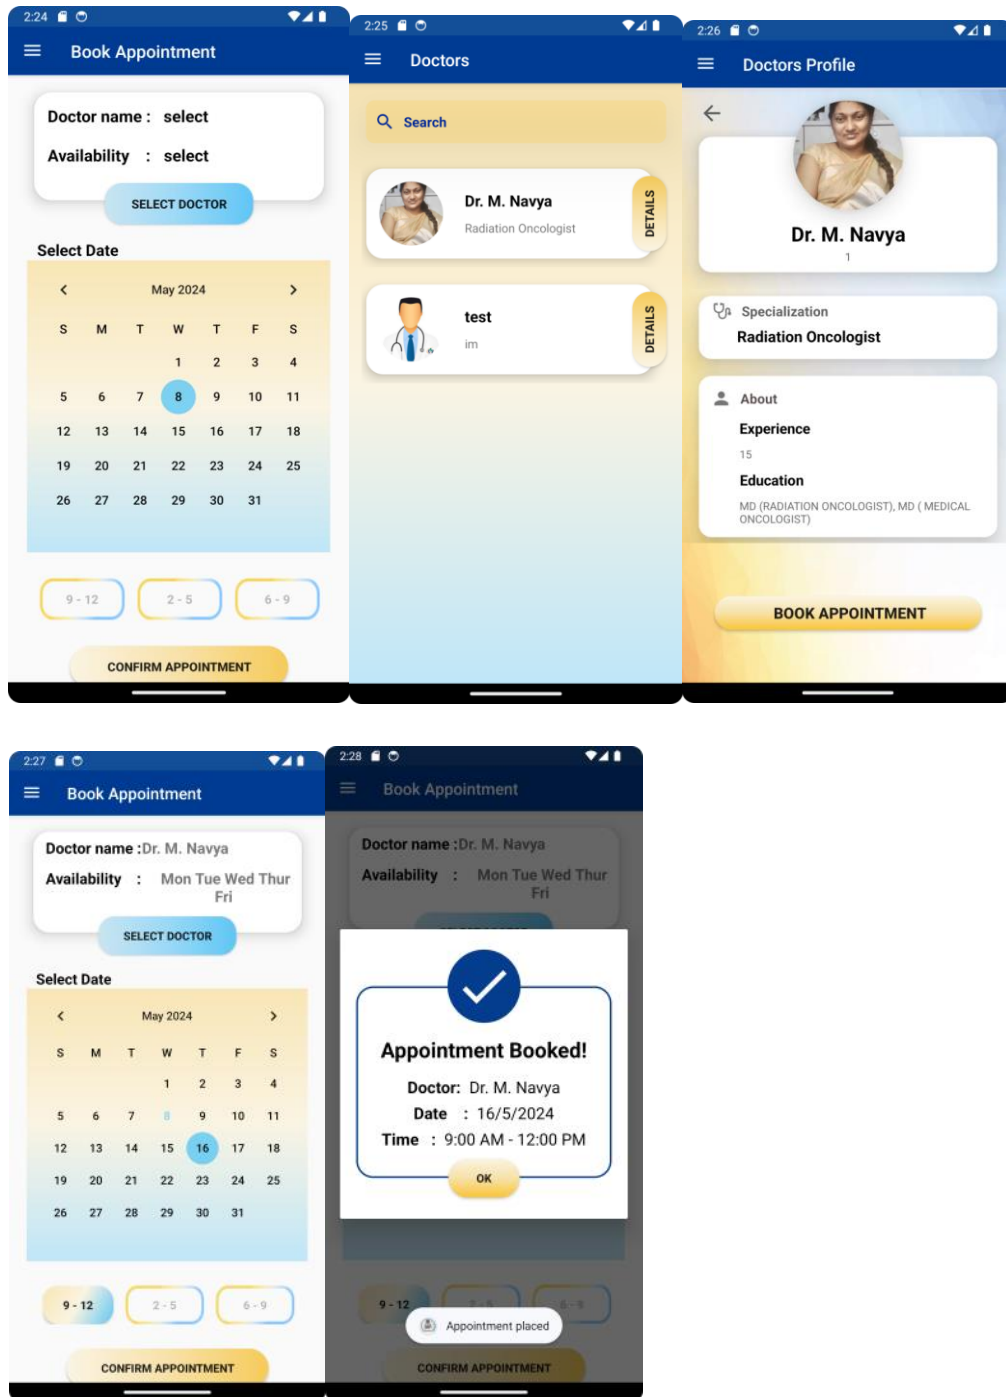 2:24
Book Appointment
Doctor name : select
Availability : select
SELECT DOCTOR
Select Date
May 2024
S M T W T F S
1 2 3 4
5 6 7 8 9 10 11
12 13 14 15 16 17 18
19 20 21 22 23 24 25
26 27 28 29 30 31
9 - 12 2 - 5 6 - 9
CONFIRM APPOINTMENT
2:25
Doctors
Search
Dr. M. Navya
Radiation Oncologist
DETAILS
test
im
DETAILS
2:26
Doctors Profile
Dr. M. Navya
1
Specialization
Radiation Oncologist
About
Experience
15
Education
MD (RADIATION ONCOLOGIST), MD ( MEDICAL
ONCOLOGIST)
BOOK APPOINTMENT
2:27
Book Appointment
Doctor name :Dr. M. Navya
Availability : Mon Tue Wed Thur
Fri
SELECT DOCTOR
Select Date
May 2024
S M T W T F S
1 2 3 4
5 6 7 8 9 10 11
12 13 14 15 16 17 18
19 20 21 22 23 24 25
26 27 28 29 30 31
9 - 12 2 - 5 6 - 9
CONFIRM APPOINTMENT
2:28
Book Appointment
Doctor name :Dr. M. Navya
Availability : Mon Tue Wed Thur
Fri
Appointment Booked!
Doctor: Dr. M. Navya
Date : 16/5/2024
Time : 9:00 AM - 12:00 PM
OK
9 - 12 2 - 5 6 - 9
Appointment placed
CONFIRM APPOINTMENT